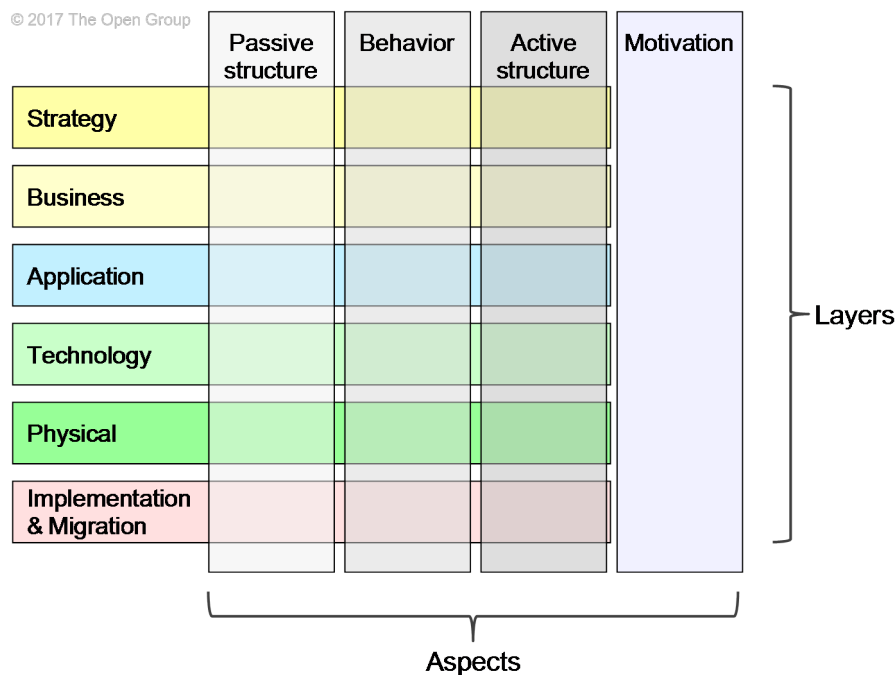 © 2017 The Open Group
Passive
structure
Behavior
Active
structure
Motivation
Strategy
Business
Application
Technology
Physical
Implementation
& Migration
Layers
Aspects